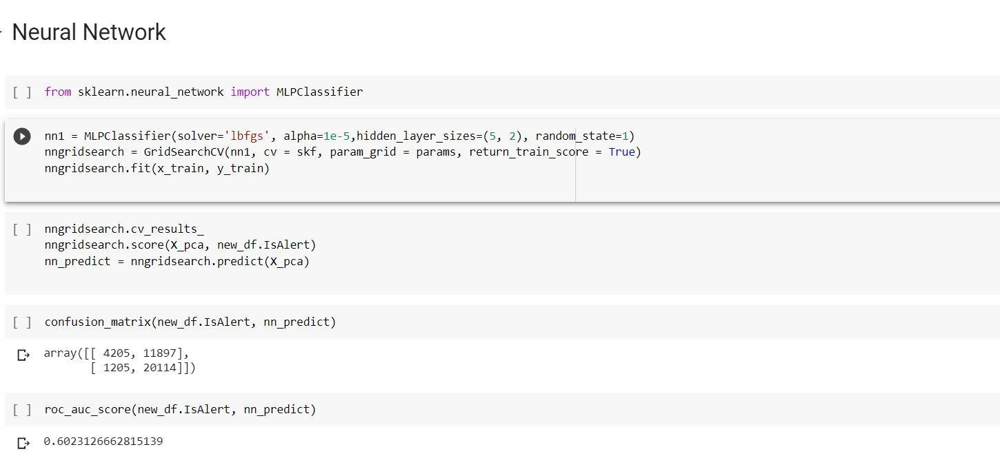 Neural Network
[ ] from sklearn.neural_network import MLPClassifier
nn1 = MLPClassifier(solver='lbfgs', alpha=1e-5,hidden_layer_sizes=(5, 2), random_state=1)
nngridsearch = GridSearchCV(nn1, cv = skf, param_grid = params, return_train_score = True)
nngridsearch.fit(x_train, y_train)
[ ] nngridsearch.cv_results_
nngridsearch.score(X_pca, new_df.IsAlert)
nn_predict = nngridsearch.predict(X_pca)
[ ] confusion_matrix(new_df.IsAlert, nn_predict)
array([[ 4205, 11897],
       [ 1205, 20114]])
[ ] roc_auc_score(new_df.IsAlert, nn_predict)
0.6023126662815139